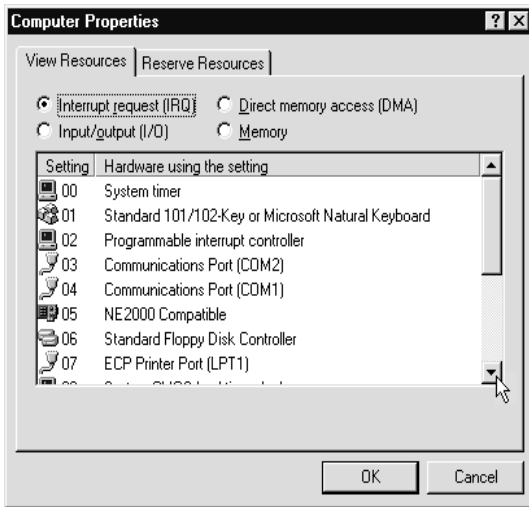 Computer Properties
View Resources Reserve Resources
Interrupt request (IRQ) Direct memory access (DMA)
Input/output (I/O) Memory
Setting Hardware using the setting
00 System timer
01 Standard 101/102-Key or Microsoft Natural Keyboard
02 Programmable interrupt controller
03 Communications Port (COM2)
04 Communications Port (COM1)
05 NE2000 Compatible
06 Standard Floppy Disk Controller
07 ECP Printer Port (LPT1)
OK Cancel